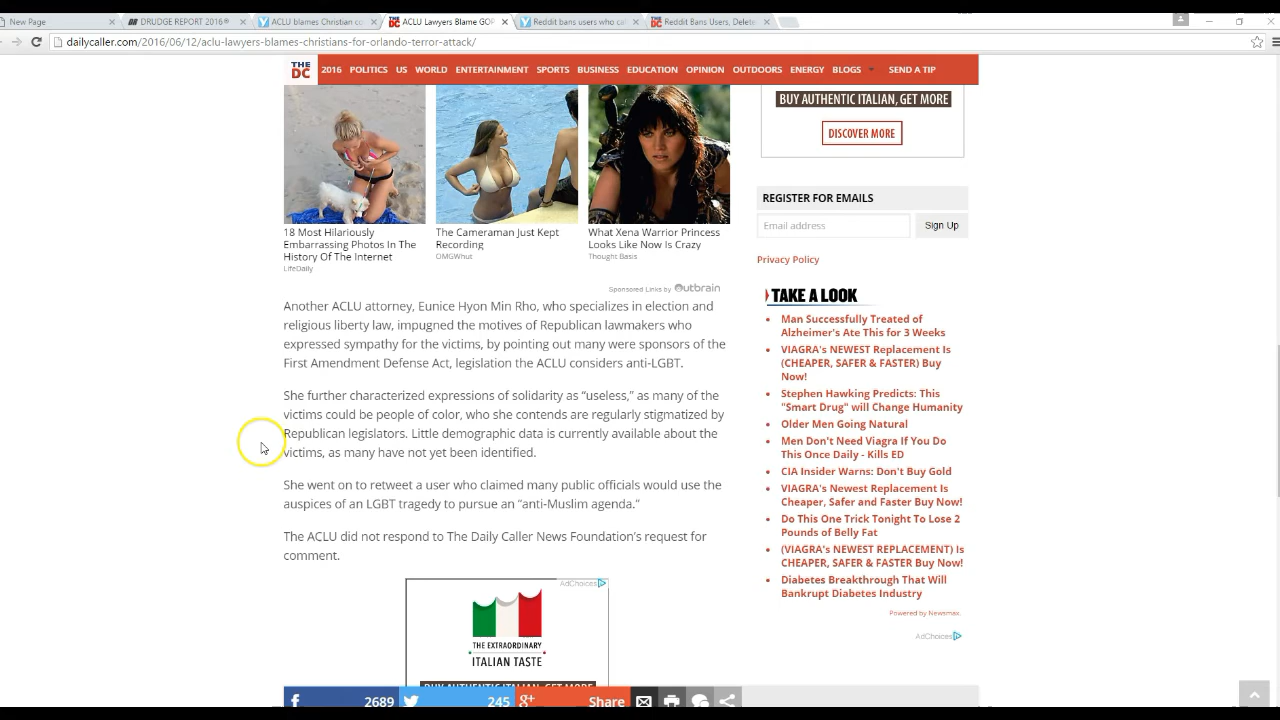 New Page
DRUDGE REPORT 2016®
ACLU blames Christian co
ACLU Lawyers Blame GOP
Reddit bans users who cal
Reddit Bans Users, Delete
dailycaller.com/2016/06/12/aclu-lawyers-blames-christians-for-orlando-terror-attack/
THE DC 2016 POLITICS US WORLD ENTERTAINMENT SPORTS BUSINESS EDUCATION OPINION OUTDOORS ENERGY BLOGS SEND A TIP
18 Most Hilariously
Embarrassing Photos In The
History Of The Internet
LifeDaily
The Cameraman Just Kept
Recording
OMGWhut
What Xena Warrior Princess
Looks Like Now Is Crazy
Thought Basis
Sponsored Links by Outbrain
Another ACLU attorney, Eunice Hyon Min Rho, who specializes in election and
religious liberty law, impugned the motives of Republican lawmakers who
expressed sympathy for the victims, by pointing out many were sponsors of the
First Amendment Defense Act, legislation the ACLU considers anti-LGBT.
She further characterized expressions of solidarity as “useless,” as many of the
victims could be people of color, who she contends are regularly stigmatized by
Republican legislators. Little demographic data is currently available about the
victims, as many have not yet been identified.
She went on to retweet a user who claimed many public officials would use the
auspices of an LGBT tragedy to pursue an “anti-Muslim agenda.”
The ACLU did not respond to The Daily Caller News Foundation’s request for
comment.
AdChoices
THE EXTRAORDINARY
ITALIAN TASTE
BUY AUTHENTIC ITALIAN, GET MORE
2689
245
Share
BUY AUTHENTIC ITALIAN, GET MORE
DISCOVER MORE
REGISTER FOR EMAILS
Email address
Sign Up
Privacy Policy
TAKE A LOOK
Man Successfully Treated of
Alzheimer's Ate This for 3 Weeks
VIAGRA's NEWEST Replacement Is
(CHEAPER, SAFER & FASTER) Buy
Now!
Stephen Hawking Predicts: This
"Smart Drug" will Change Humanity
Older Men Going Natural
Men Don't Need Viagra If You Do
This Once Daily - Kills ED
CIA Insider Warns: Don't Buy Gold
VIAGRA's Newest Replacement Is
Cheaper, Safer and Faster Buy Now!
Do This One Trick Tonight To Lose 2
Pounds of Belly Fat
(VIAGRA's NEWEST REPLACEMENT) Is
CHEAPER, SAFER & FASTER Buy Now!
Diabetes Breakthrough That Will
Bankrupt Diabetes Industry
Powered by Newsmax.
AdChoices